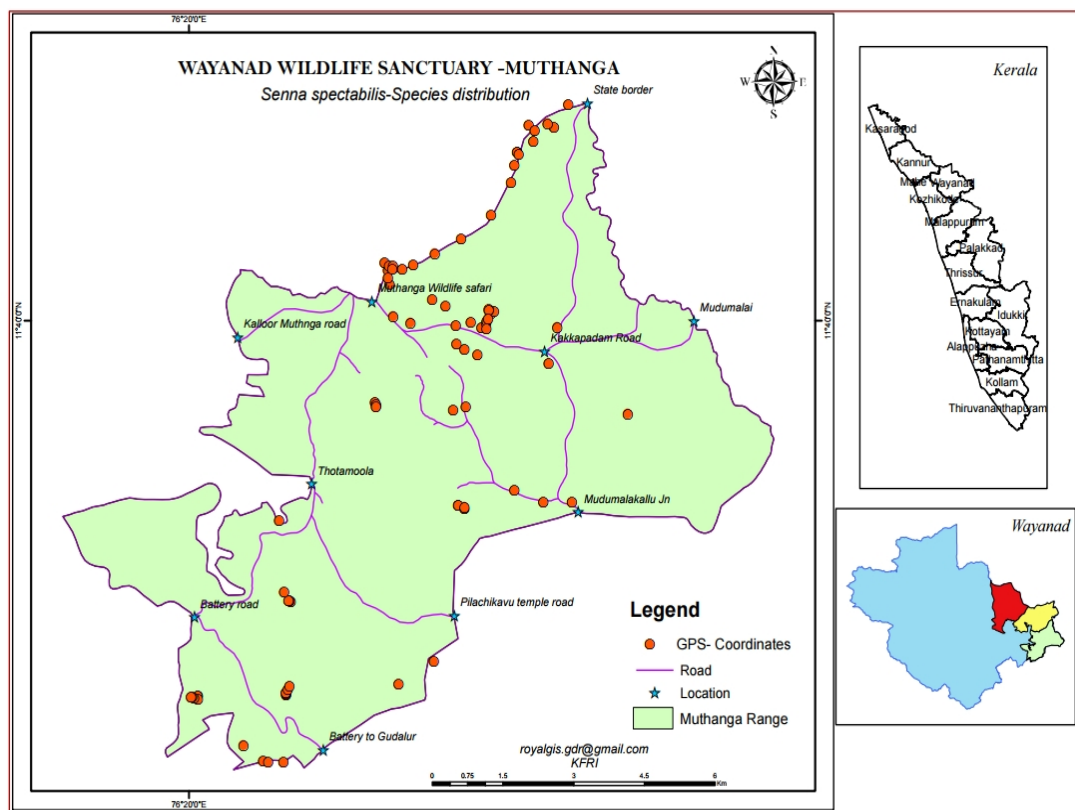 76°20'0"E
WAYANAD WILDLIFE SANCTUARY -MUTHANGA
Senna spectabilis-Species distribution
N
W E
S
State border
Muthanga Wildlife safari
Kalloor Muthnga road
Mudumalai
Kakkapadam Road
11°40'0"N
11°40'0"N
Thotamoola
Mudumalakallu Jn
Battery road
Pilachikavu temple road
Battery to Gudalur
Legend
GPS- Coordinates
Road
Location
Muthanga Range
royalgis.gdr@gmail.com
KFRI
0 0.75 1.5 3 4.5 6
Km
76°20'0"E
Kerala
Kasaragod
Kannur
Mahe
Wayanad
Kozhikode
Malappuram
Palakkad
Thrissur
Ernakulam
Idukki
Kottayam
Alappuzha
Pathanamthitta
Kollam
Thiruvananthapuram
Wayanad